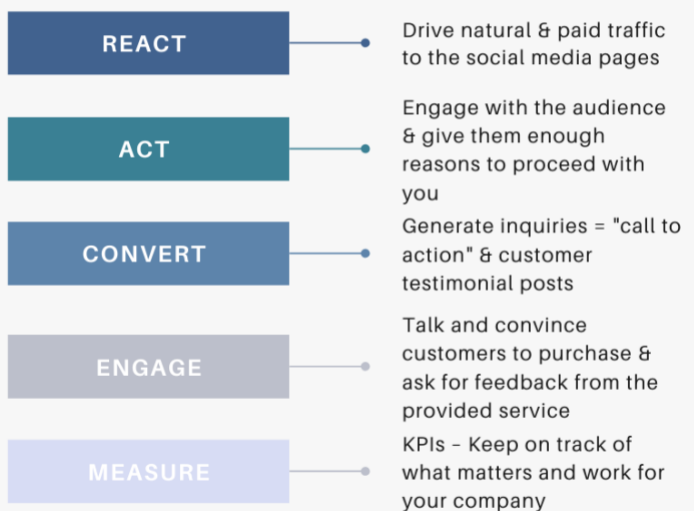 REACT
Drive natural & paid traffic
to the social media pages
ACT
Engage with the audience
& give them enough
reasons to proceed with
you
CONVERT
Generate inquiries = "call to
action" & customer
testimonial posts
ENGAGE
Talk and convince
customers to purchase &
ask for feedback from the
provided service
MEASURE
KPIs – Keep on track of
what matters and work for
your company